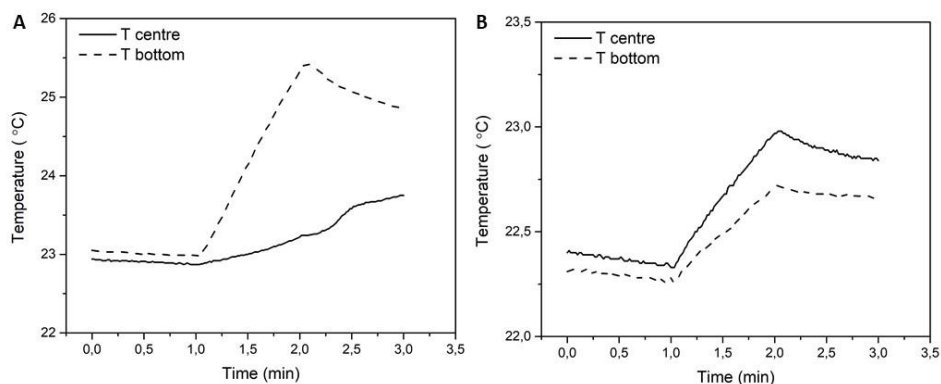 A
T centre
T bottom
26
25
24
23
22
Temperature ( °C)
0,0 0,5 1,0 1,5 2,0 2,5 3,0 3,5
Time (min)
B
T centre
T bottom
23,5
23,0
22,5
22,0
Temperature ( °C)
0,0 0,5 1,0 1,5 2,0 2,5 3,0 3,5
Time (min)